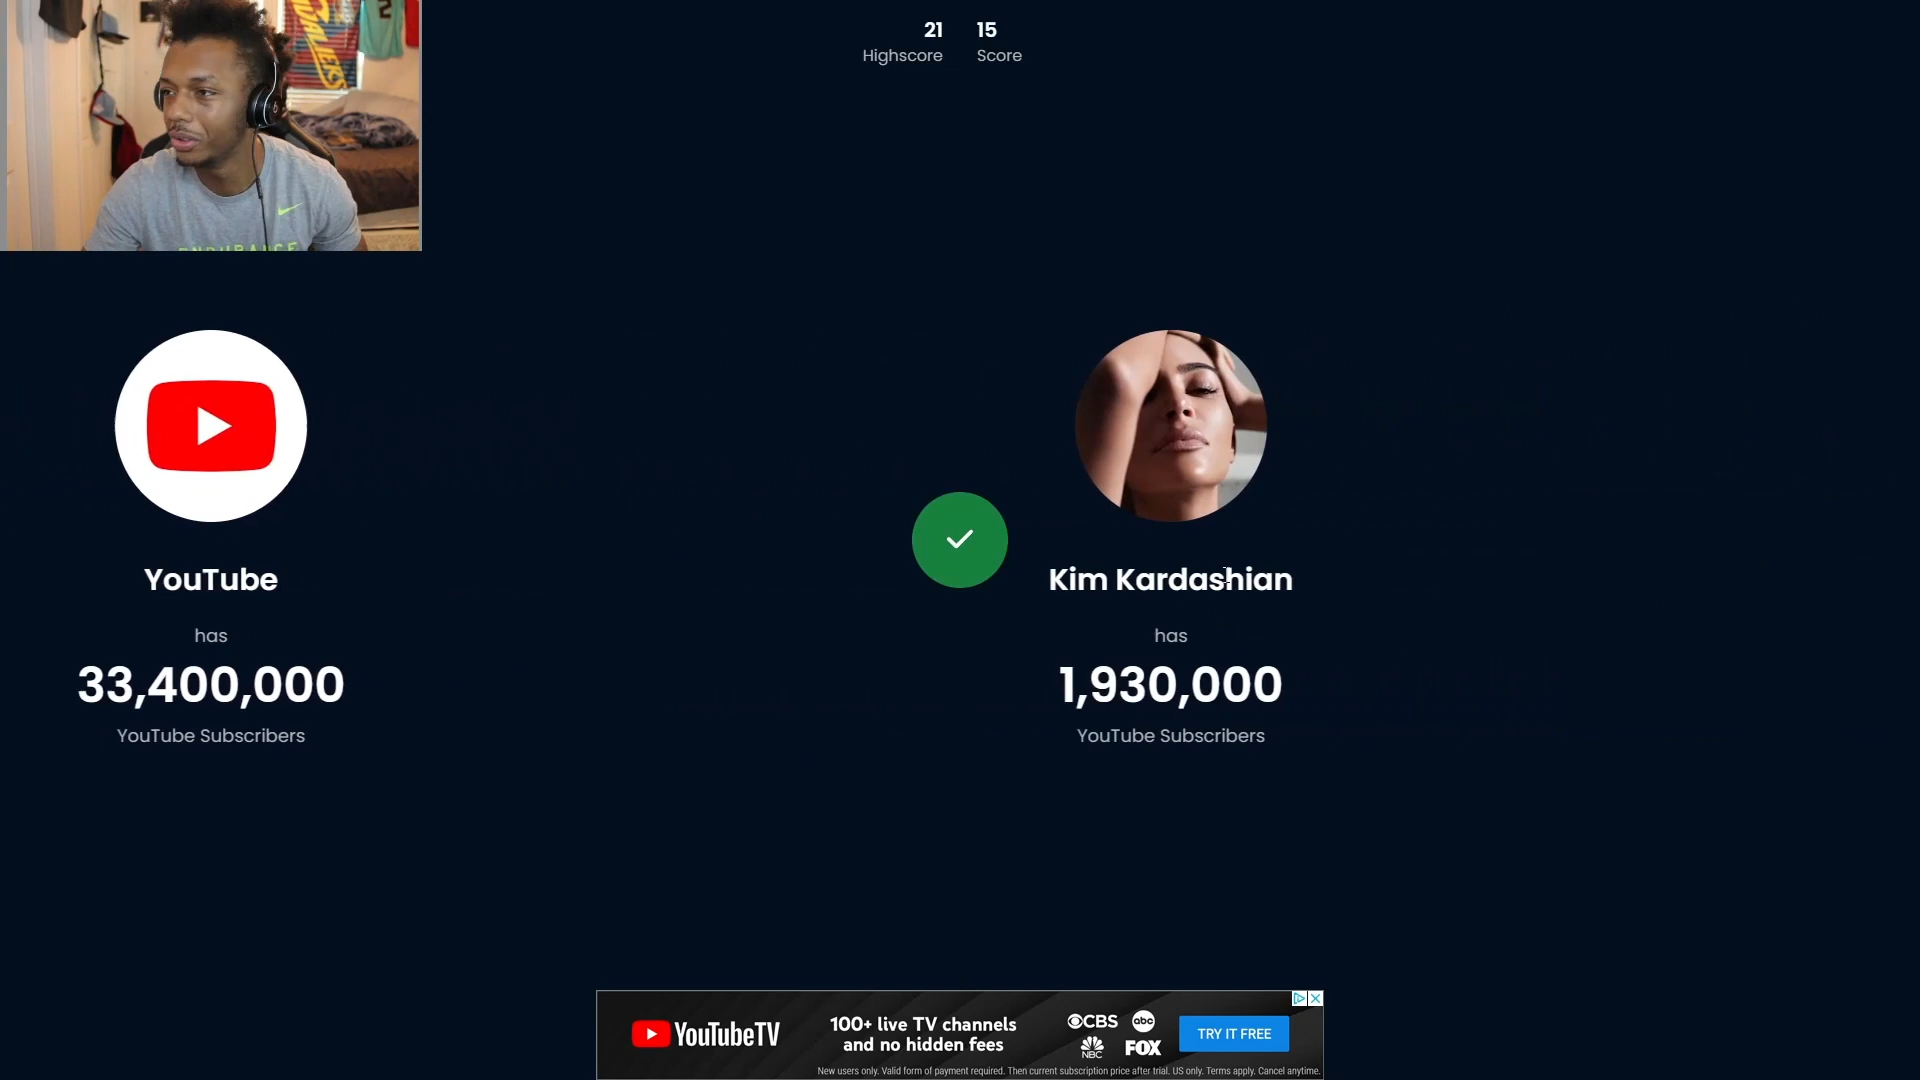 21 15
Highscore Score
2
ENDURANCE
YouTube
has
33,400,000
YouTube Subscribers
Kim Kardashian
has
1,930,000
YouTube Subscribers
YouTubeTV
100+ live TV channels
and no hidden fees
CBS abc
NBC FOX
TRY IT FREE
New users only. Valid form of payment required. Then current subscription price after trial. US only. Terms apply. Cancel anytime.